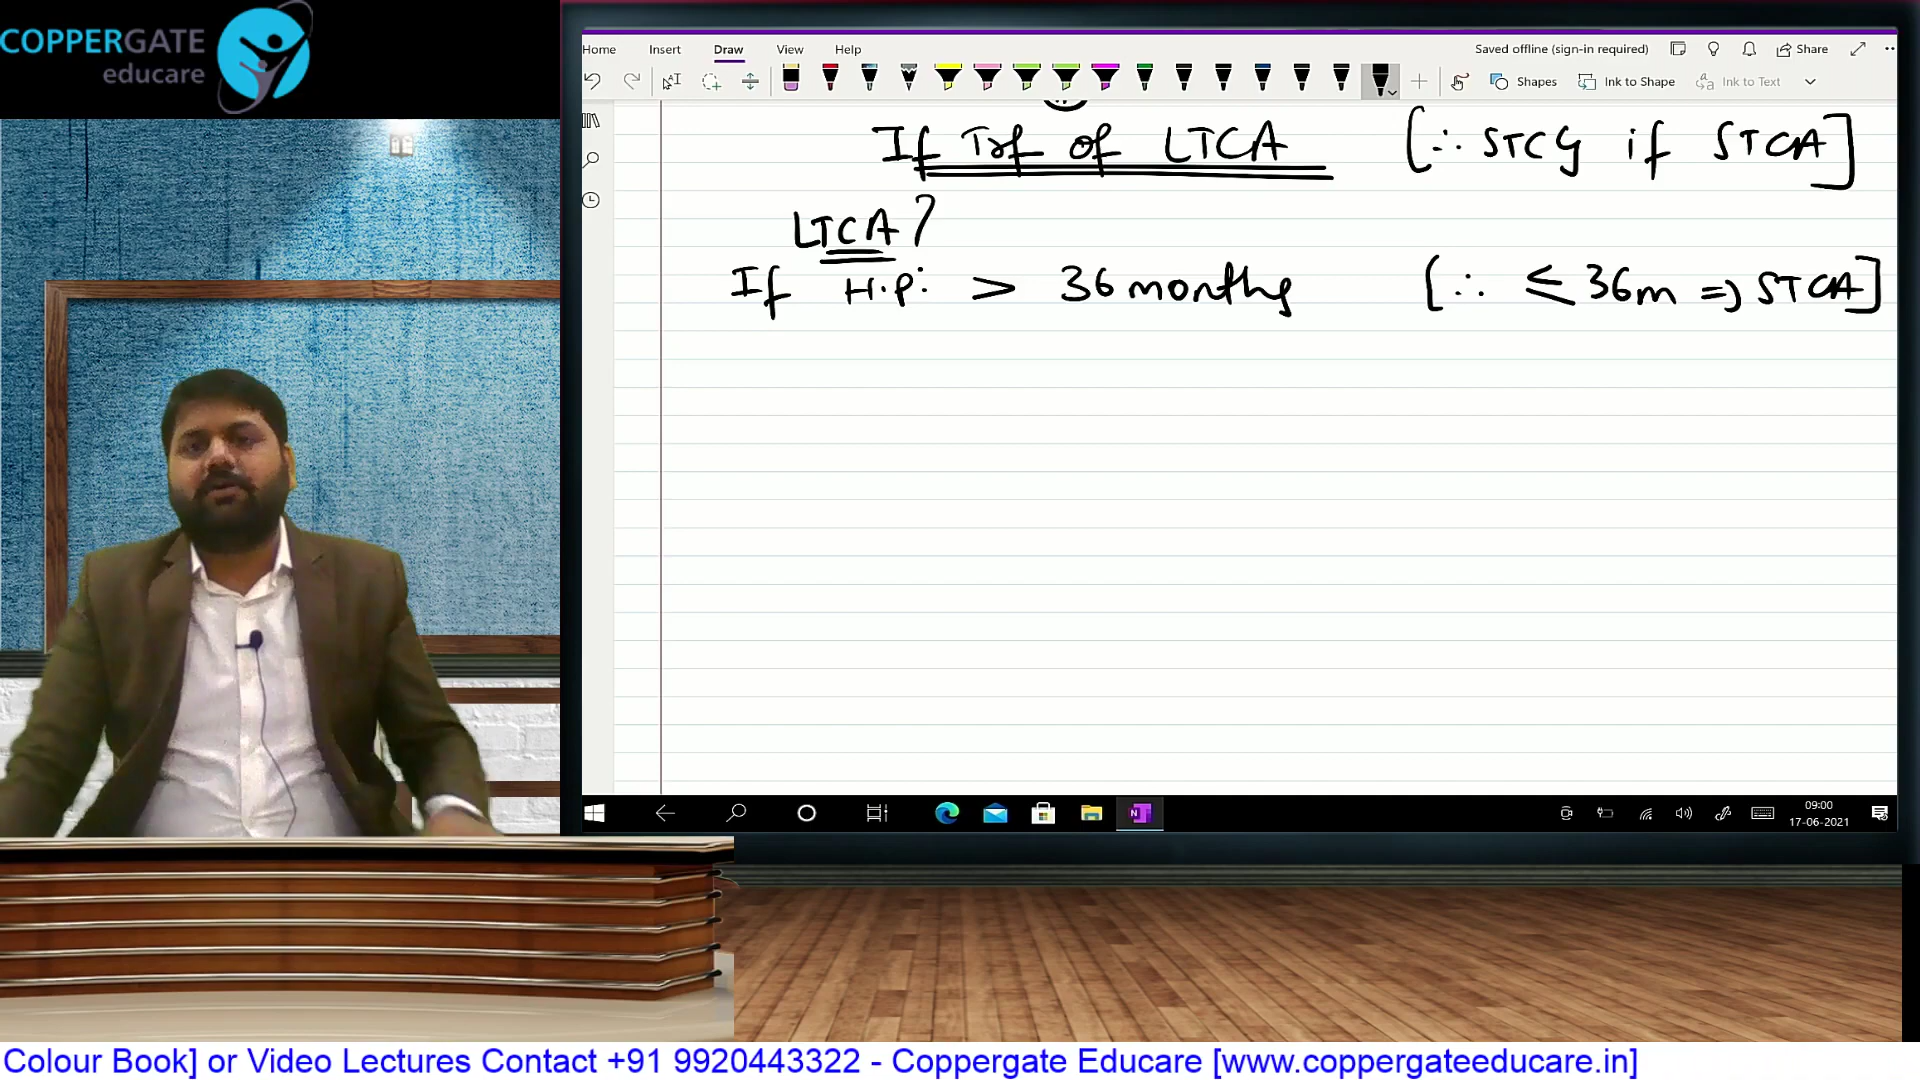 COPPERGATE
educare
Home Insert Draw View Help Saved offline (sign-in required) Share
Shapes Ink to Shape Ink to Text
If Trf of LTCA [∴ STCG if STCA]
LTCA?
If H.P. > 36 months [∴ ≤ 36m => STCA]
09:00
17-06-2021
Colour Book] or Video Lectures Contact +91 9920443322 - Coppergate Educare [www.coppergateeducare.in]